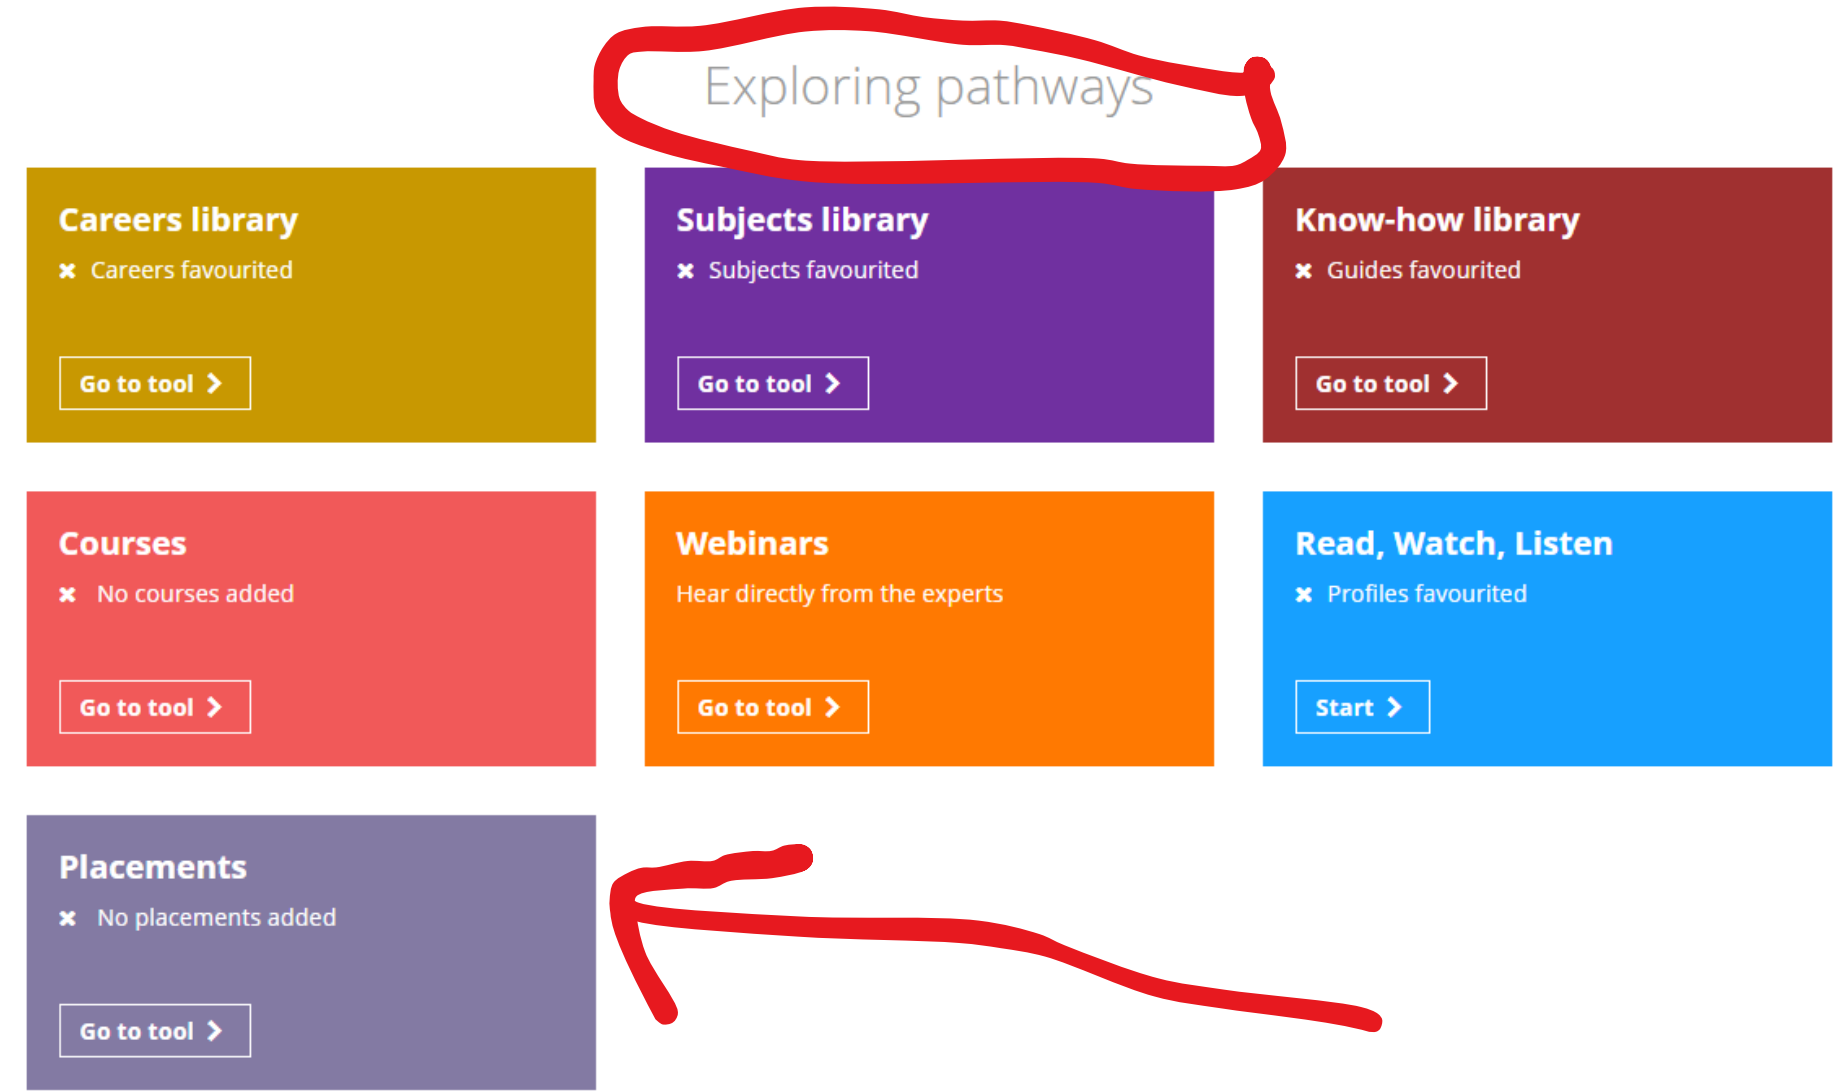 Exploring pathways
Careers library
Careers favourited
Go to tool
Subjects library
Subjects favourited
Go to tool
Know-how library
Guides favourited
Go to tool
Courses
No courses added
Go to tool
Webinars
Hear directly from the experts
Go to tool
Read, Watch, Listen
Profiles favourited
Start
Placements
No placements added
Go to tool